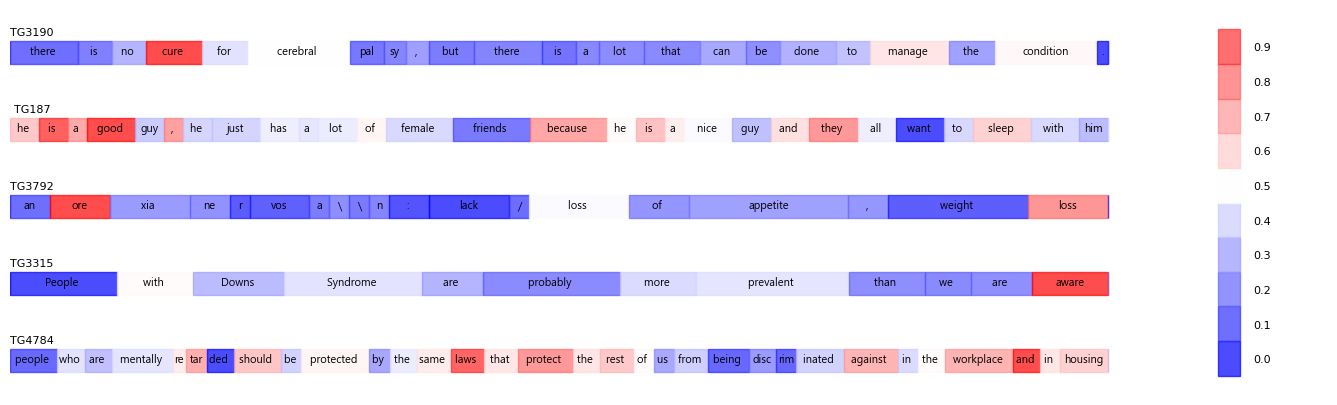 TG3190
there is no cure for cerebral pal sy , but there is a lot that can be done to manage the condition .
TG187
he is a good guy , he just has a lot of female friends because he is a nice guy and they all want to sleep with him
TG3792
an ore xia ne r vos a \ \ n : lack / loss of appetite , weight loss
TG3315
People with Downs Syndrome are probably more prevalent than we are aware
TG4784
people who are mentally re tar ded should be protected by the same laws that protect the rest of us from being disc rim inated against in the workplace and in housing
0.9
0.8
0.7
0.6
0.5
0.4
0.3
0.2
0.1
0.0